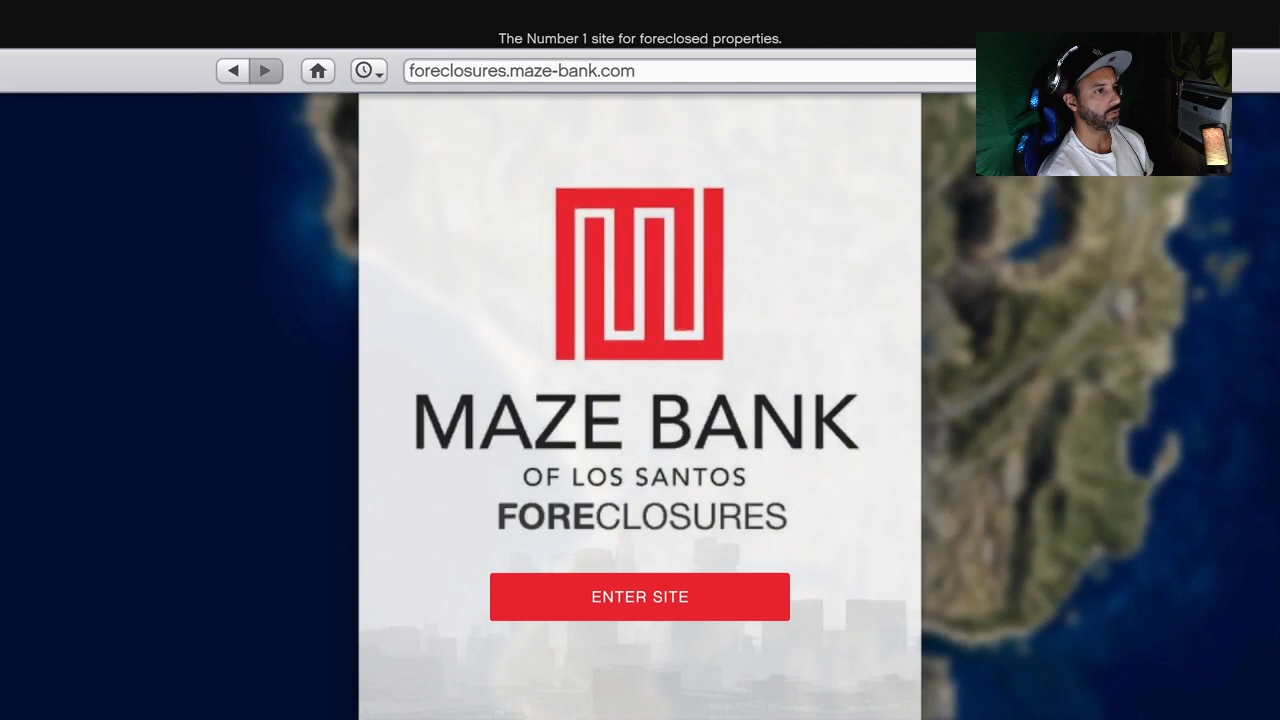 The Number 1 site for foreclosed properties.
foreclosures.maze-bank.com
MAZE BANK
OF LOS SANTOS
FORECLOSURES
ENTER SITE